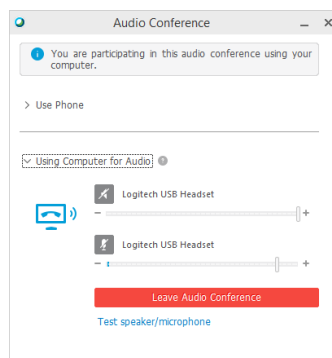 Audio Conference
You are participating in this audio conference using your
computer.
Use Phone
Using Computer for Audio
Logitech USB Headset
Logitech USB Headset
Leave Audio Conference
Test speaker/microphone